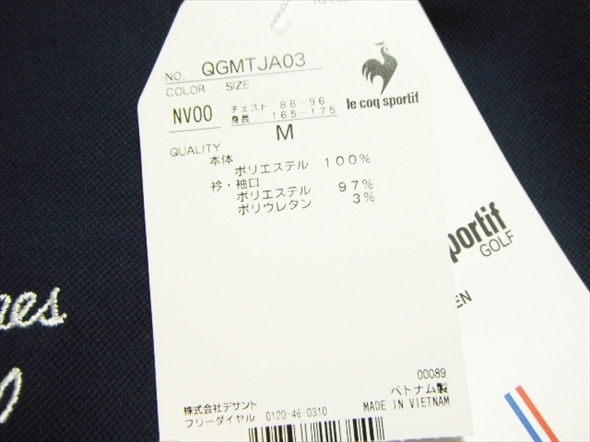 NO. QGMTJA03
COLOR SIZE
NV00 チェスト 88-96
身長 165-175
M
le coq sportif
QUALITY
本体
ポリエステル 100%
衿・袖口
ポリエステル 97%
ポリウレタン 3%
portif
GOLF
EN
00089
ベトナム製
MADE IN VIETNAM
株式会社デサント
フリーダイヤル 0120-46-0310
nes